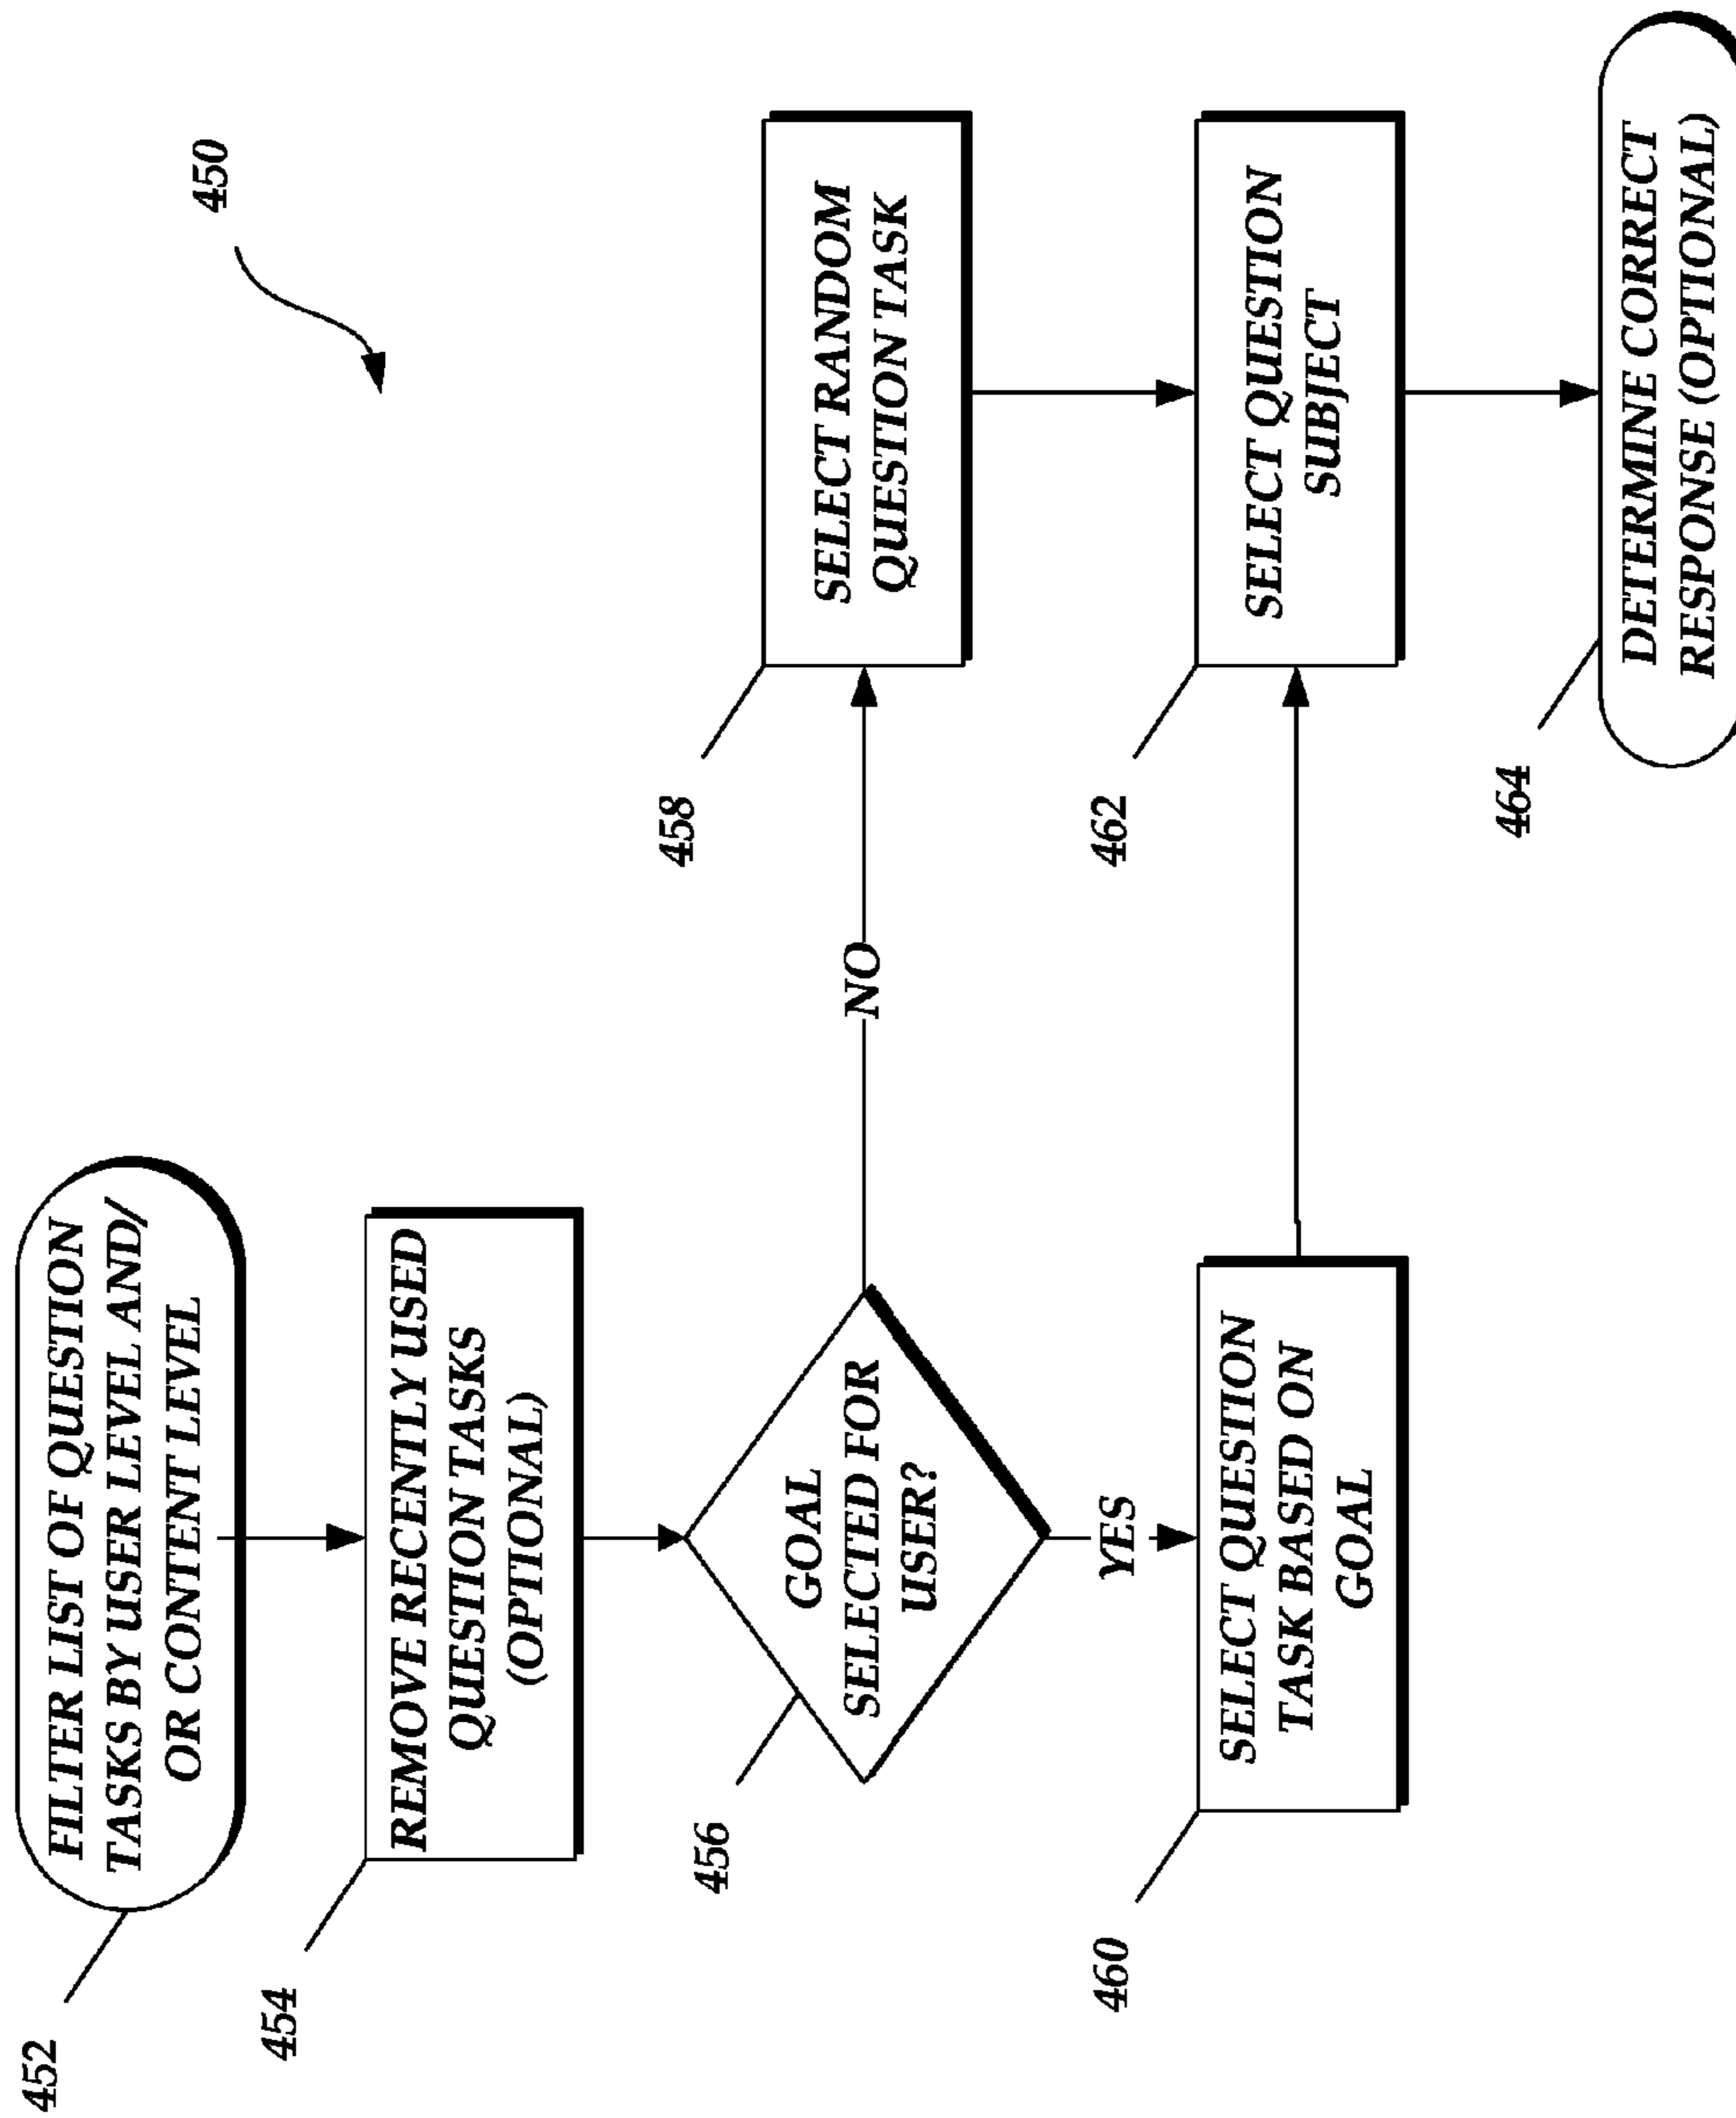 450
452
FILTER LIST OF QUESTION
TASKS BY USER LEVEL AND/
OR CONTENT LEVEL
454
REMOVE RECENTLY USED
QUESTION TASKS
(OPTIONAL)
456
GOAL
SELECTED FOR
USER?
NO
458
SELECT RANDOM
QUESTION TASK
YES
460
SELECT QUESTION
TASK BASED ON
GOAL
462
SELECT QUESTION
SUBJECT
464
DETERMINE CORRECT
RESPONSE (OPTIONAL)